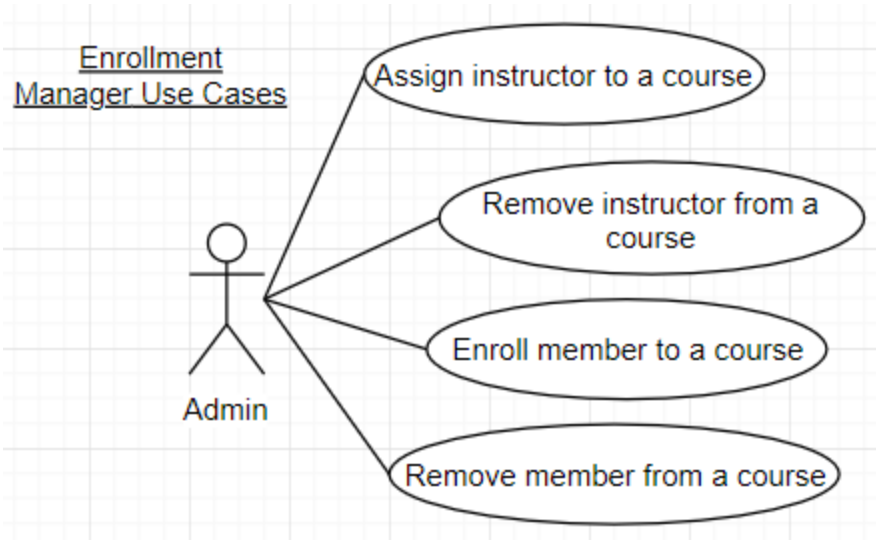 Enrollment
Manager Use Cases
Assign instructor to a course
Remove instructor from a
course
Enroll member to a course
Admin
Remove member from a course